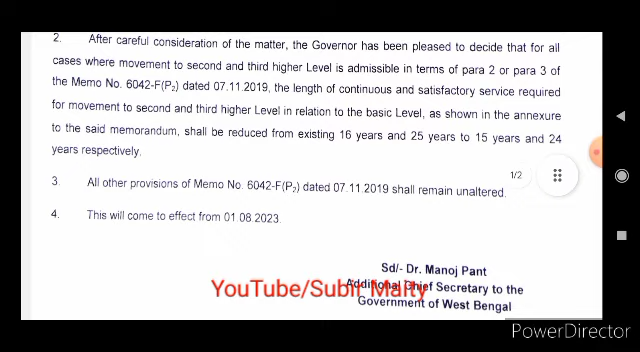 2. After careful consideration of the matter, the Governor has been pleased to decide that for all
cases where movement to second and third higher Level is admissible in terms of para 2 or para 3 of
the Memo No. 6042-F(P₂) dated 07.11.2019, the length of continuous and satisfactory service required
for movement to second and third higher Level in relation to the basic Level, as shown in the annexure
to the said memorandum, shall be reduced from existing 16 years and 25 years to 15 years and 24
years respectively.
3. All other provisions of Memo No. 6042-F(P₂) dated 07.11.2019 shall remain unaltered.
1/2
4. This will come to effect from 01.08.2023.
Sd/- Dr. Manoj Pant
Additional Chief Secretary to the
YouTube/Subir Maity
Government of West Bengal
PowerDirector